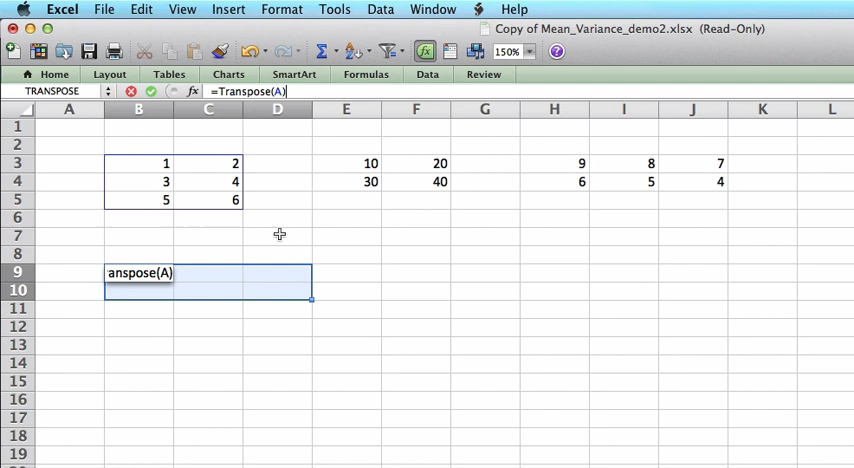 Excel File Edit View Insert Format Tools Data Window Help
Copy of Mean_Variance_demo2.xlsx (Read-Only)
150%
Home Layout Tables Charts SmartArt Formulas Data Review
TRANSPOSE fx =Transpose(A)
A B C D E F G H I J K L
1
2
3 1 2 10 20 9 8 7
4 3 4 30 40 6 5 4
5 5 6
6
7
8
9 anspose(A)
10
11
12
13
14
15
16
17
18
19